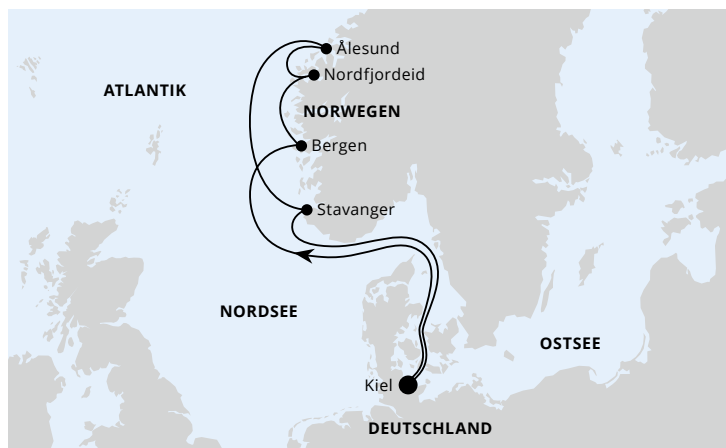 Ålesund
Nordfjordeid
ATLANTIK
NORWEGEN
Bergen
Stavanger
NORDSEE
OSTSEE
Kiel
DEUTSCHLAND